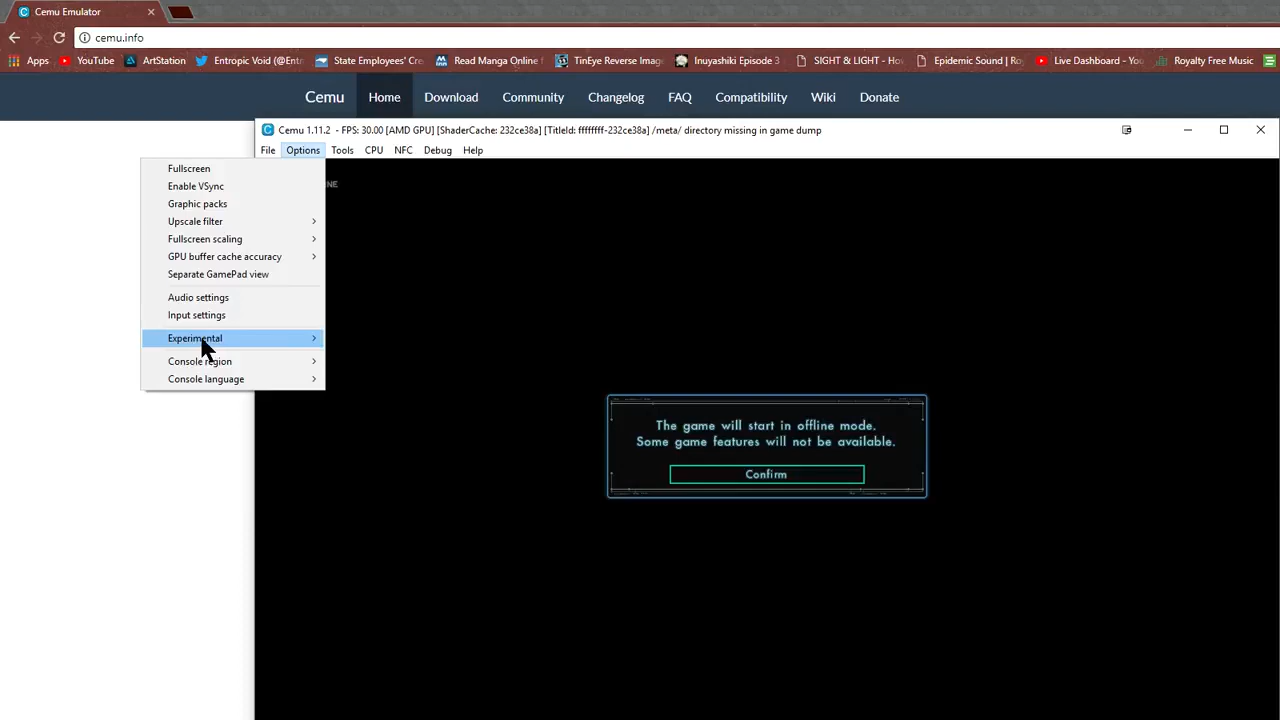 Cemu Emulator
cemu.info
Apps YouTube ArtStation Entropic Void (@Ent State Employees' Cre Read Manga Online f TinEye Reverse Imag Inuyashiki Episode 3 SIGHT & LIGHT - Ho Epidemic Sound | Ro Live Dashboard - You Royalty Free Music
Cemu Home Download Community Changelog FAQ Compatibility Wiki Donate
Cemu 1.11.2 - FPS: 30.00 [AMD GPU] [ShaderCache: 232ce38a] [TitleId: ffffffff-232ce38a] /meta/ directory missing in game dump
File Options Tools CPU NFC Debug Help
Fullscreen
NE
Enable VSync
Graphic packs
Upscale filter
Fullscreen scaling
GPU buffer cache accuracy
Separate GamePad view
Audio settings
Input settings
Experimental
Console region
Console language
The game will start in offline mode.
Some game features will not be available.
Confirm